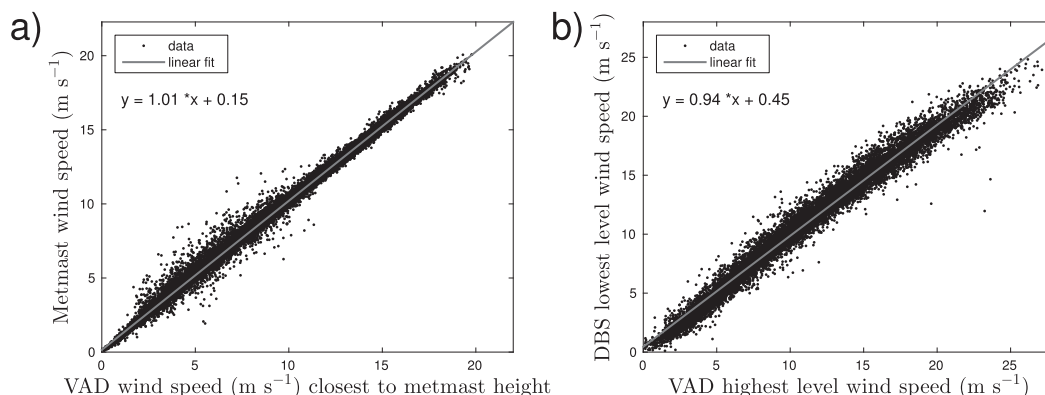 a)
Metmast wind speed (m s⁻¹)
20
15
10
5
0
data
linear fit
y = 1.01 *x + 0.15
0 5 10 15 20
VAD wind speed (m s⁻¹) closest to metmast height
b)
DBS lowest level wind speed (m s⁻¹)
25
20
15
10
5
0
data
linear fit
y = 0.94 *x + 0.45
0 5 10 15 20 25
VAD highest level wind speed (m s⁻¹)